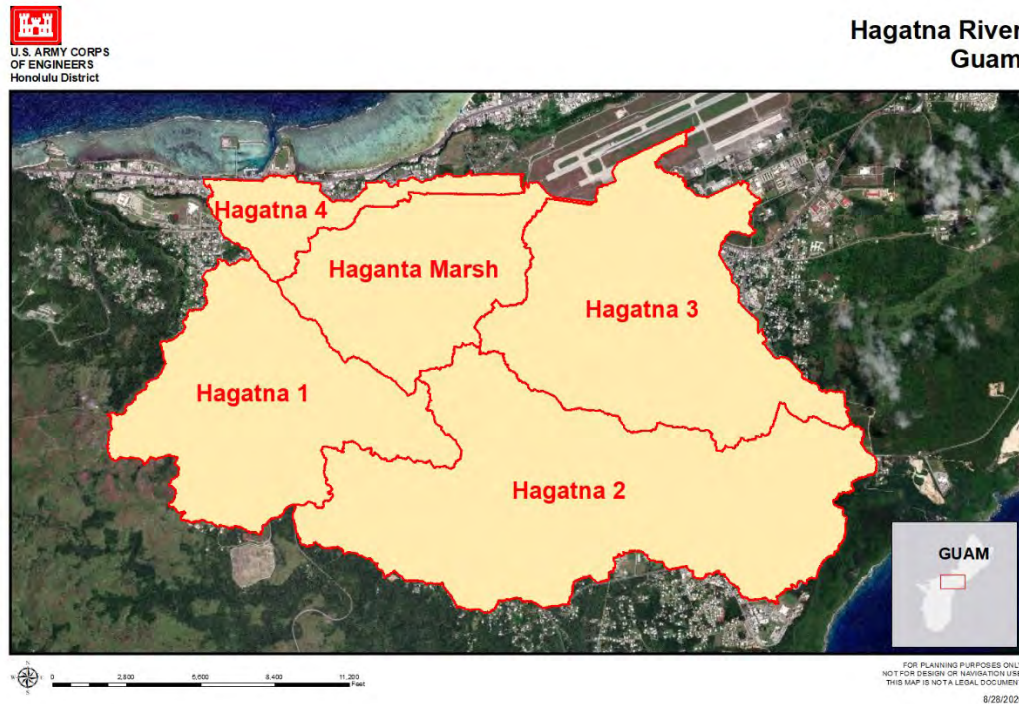 U.S. ARMY CORPS
OF ENGINEERS
Honolulu District
Hagatna River
Guam
Hagatna 4
Haganta Marsh
Hagatna 3
Hagatna 1
Hagatna 2
GUAM
N
W
S
0 2,800 5,600 8,400 11,200
Feet
FOR PLANNING PURPOSES ONLY
NOT FOR DESIGN OR NAVIGATION USE
THIS MAP IS NOT A LEGAL DOCUMENT